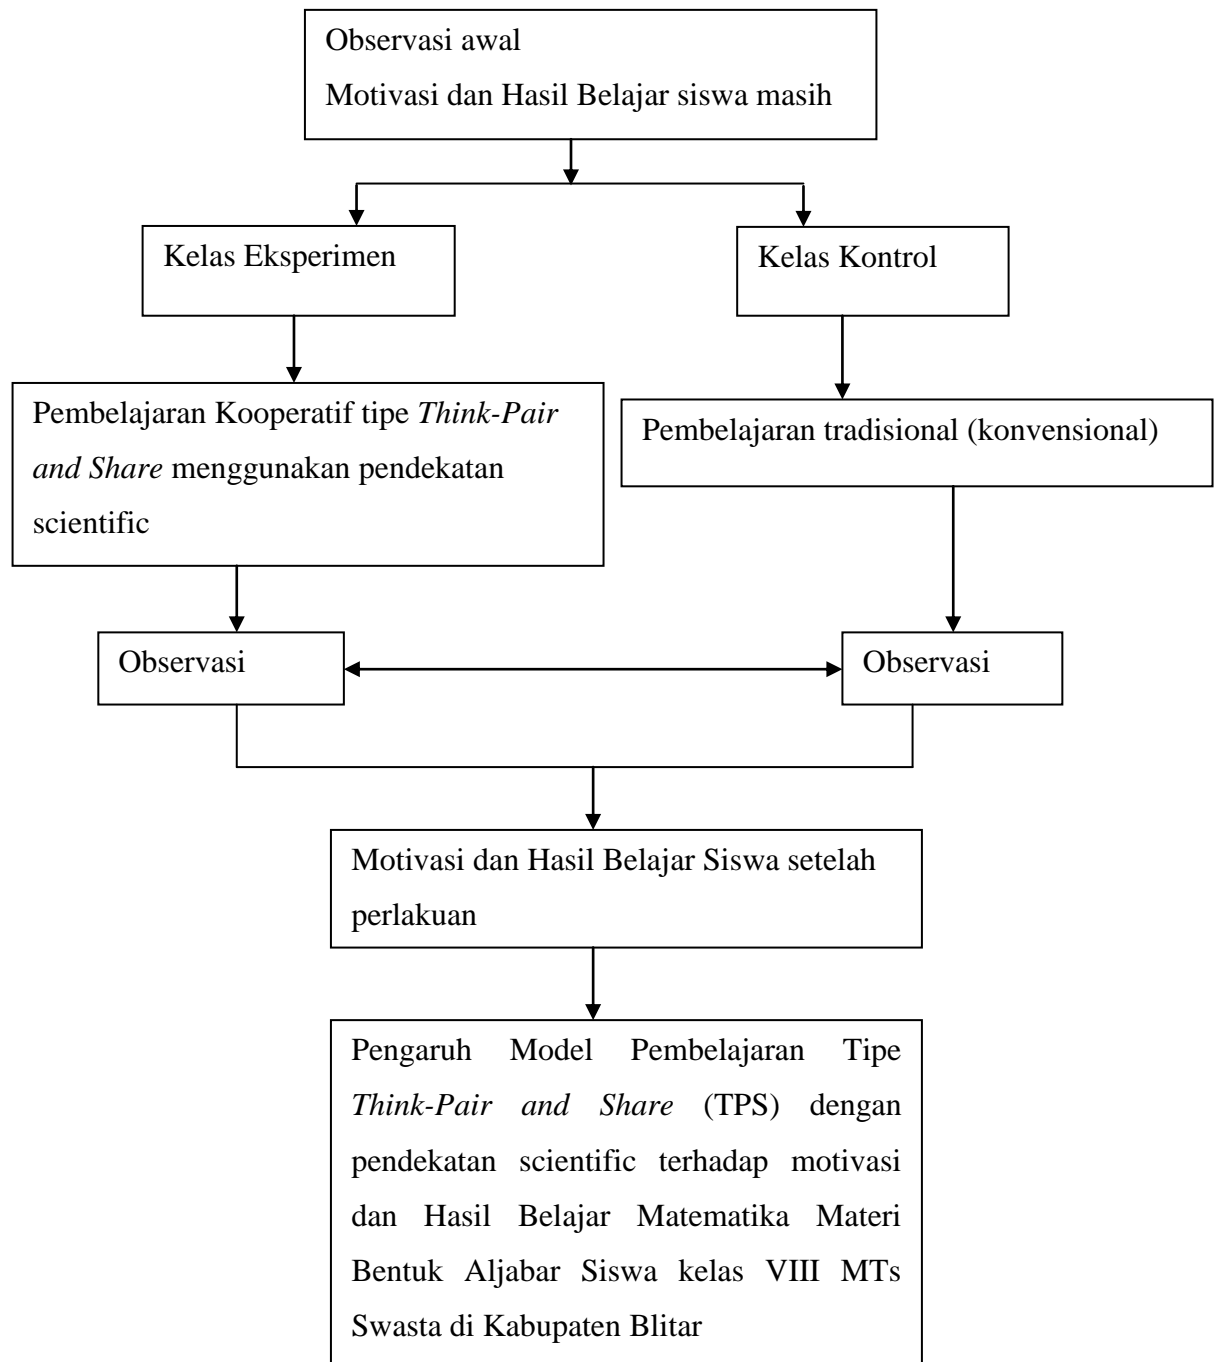 Observasi awal
Motivasi dan Hasil Belajar siswa masih
Kelas Eksperimen
Kelas Kontrol
Pembelajaran Kooperatif tipe Think-Pair
and Share menggunakan pendekatan
scientific
Pembelajaran tradisional (konvensional)
Observasi
Observasi
Motivasi dan Hasil Belajar Siswa setelah
perlakuan
Pengaruh Model Pembelajaran Tipe
Think-Pair and Share (TPS) dengan
pendekatan scientific terhadap motivasi
dan Hasil Belajar Matematika Materi
Bentuk Aljabar Siswa kelas VIII MTs
Swasta di Kabupaten Blitar